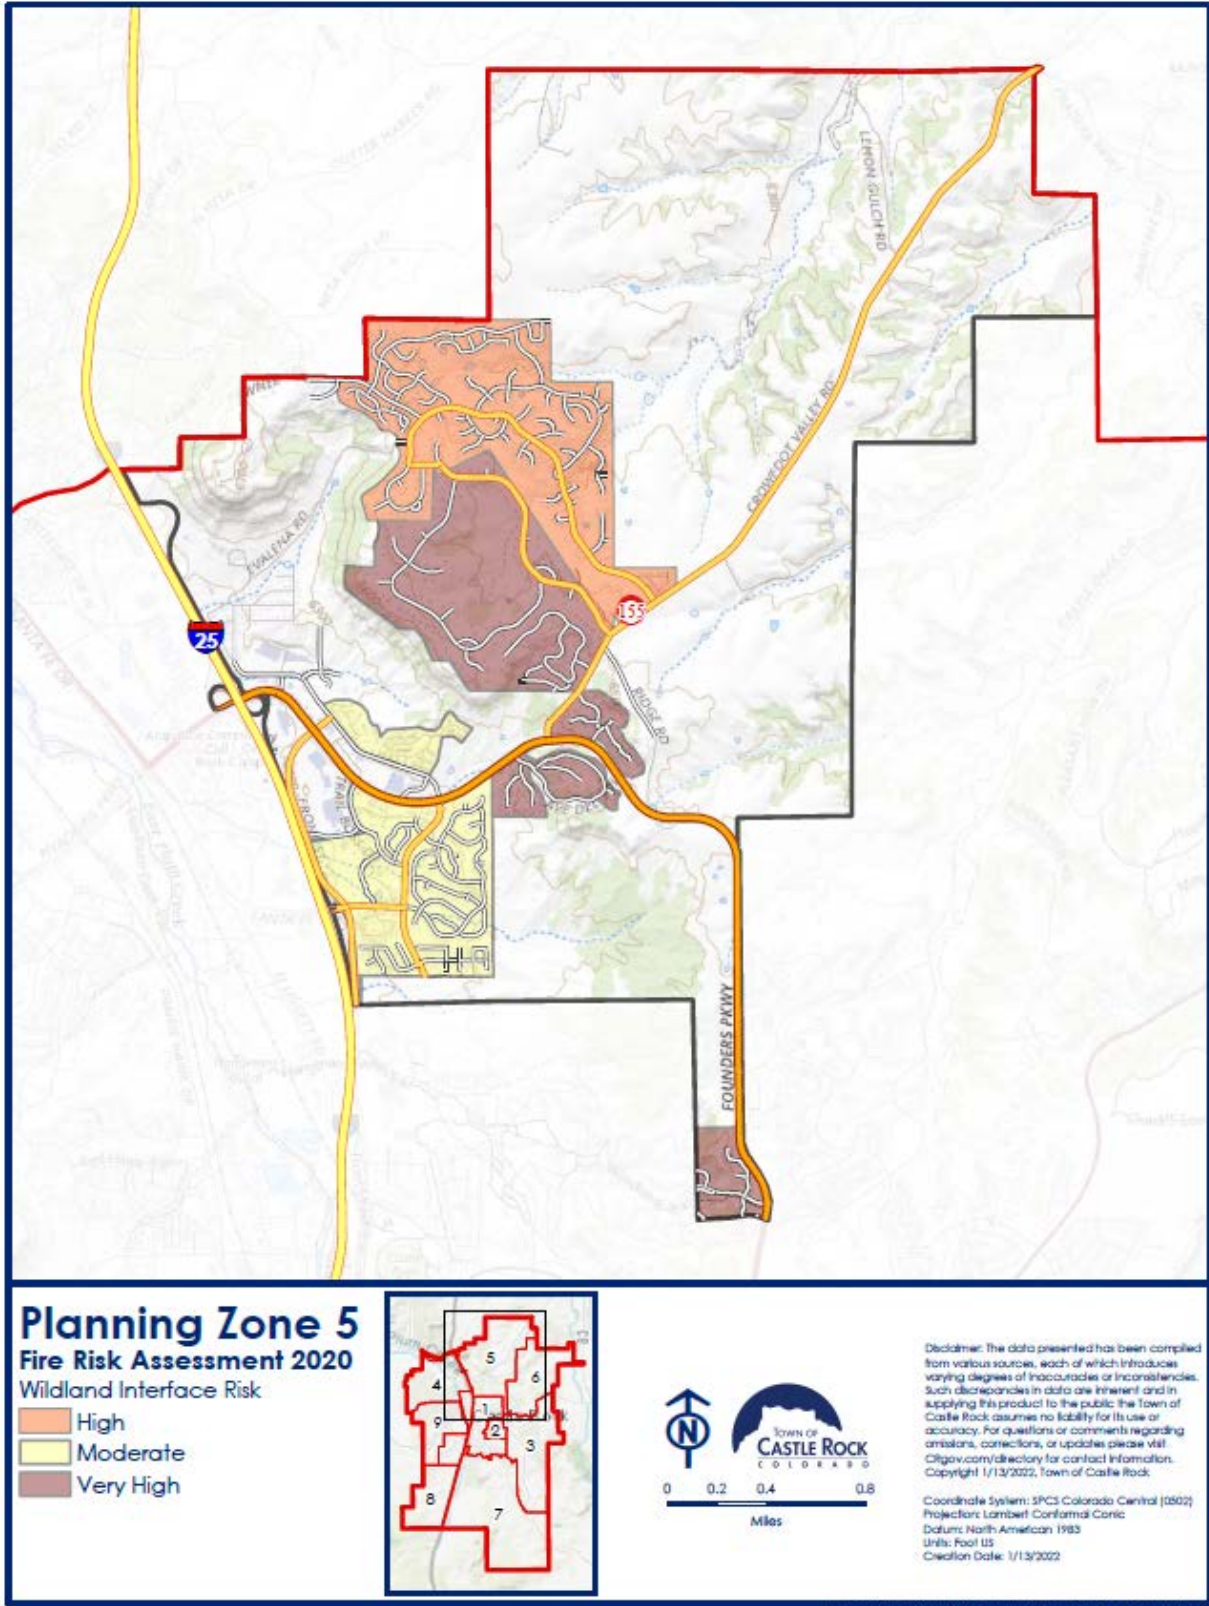 LEMON GULCH RD
CROWFOOT VALLEY RD
EVALENA RD
155
25
RIDGE RD
FOUNDERS PKWY
Planning Zone 5
Fire Risk Assessment 2020
Wildland Interface Risk
High
Moderate
Very High
5
4
6
1
9
2
3
8
7
N
TOWN OF
CASTLE ROCK
COLORADO
0 0.2 0.4 0.8
Miles
Disclaimer: The data presented has been compiled
from various sources, each of which introduces
varying degrees of inaccuracies or inconsistencies.
Such discrepancies in data are inherent and in
supplying this product to the public the Town of
Castle Rock assumes no liability for its use or
accuracy. For questions or comments regarding
omissions, corrections, or updates please visit
CRgov.com/directory for contact information.
Copyright 1/13/2022, Town of Castle Rock
Coordinate System: SPCS Colorado Central (0502)
Projection: Lambert Conformal Conic
Datum: North American 1983
Units: Foot US
Creation Date: 1/13/2022